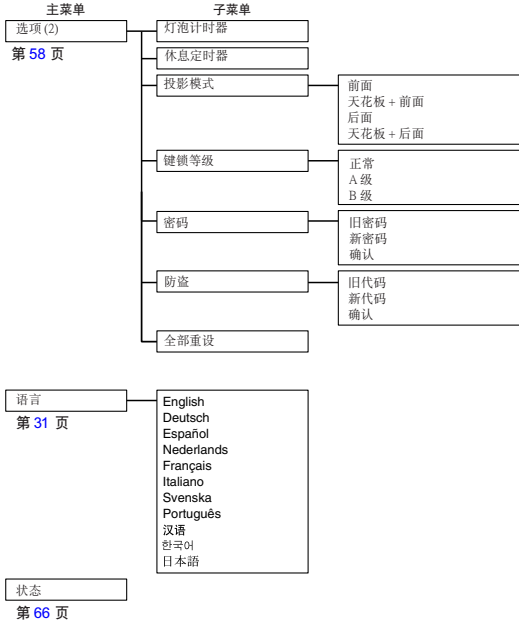 主菜单
子菜单
选项 (2)
第 58 页
灯泡计时器
休息定时器
投影模式
前面
天花板 + 前面
后面
天花板 + 后面
键锁等级
正常
A 级
B 级
密码
旧密码
新密码
确认
防盗
旧代码
新代码
确认
全部重设
语言
第 31 页
English
Deutsch
Español
Nederlands
Français
Italiano
Svenska
Português
汉语
한국어
日本語
状态
第 66 页